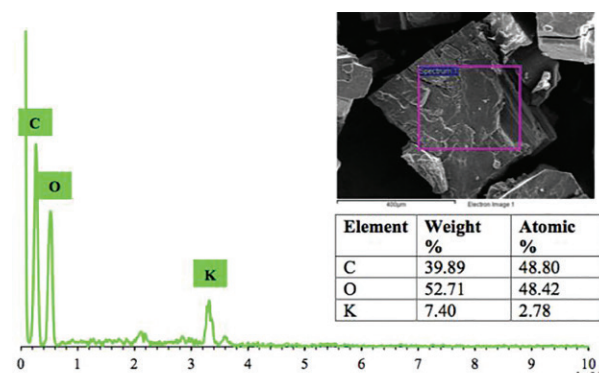 C
O
K
Spectrum 1
400µm
Electron Image 1
Element Weight % Atomic %
C 39.89 48.80
O 52.71 48.42
K 7.40 2.78
0 1 2 3 4 5 6 7 8 9 10